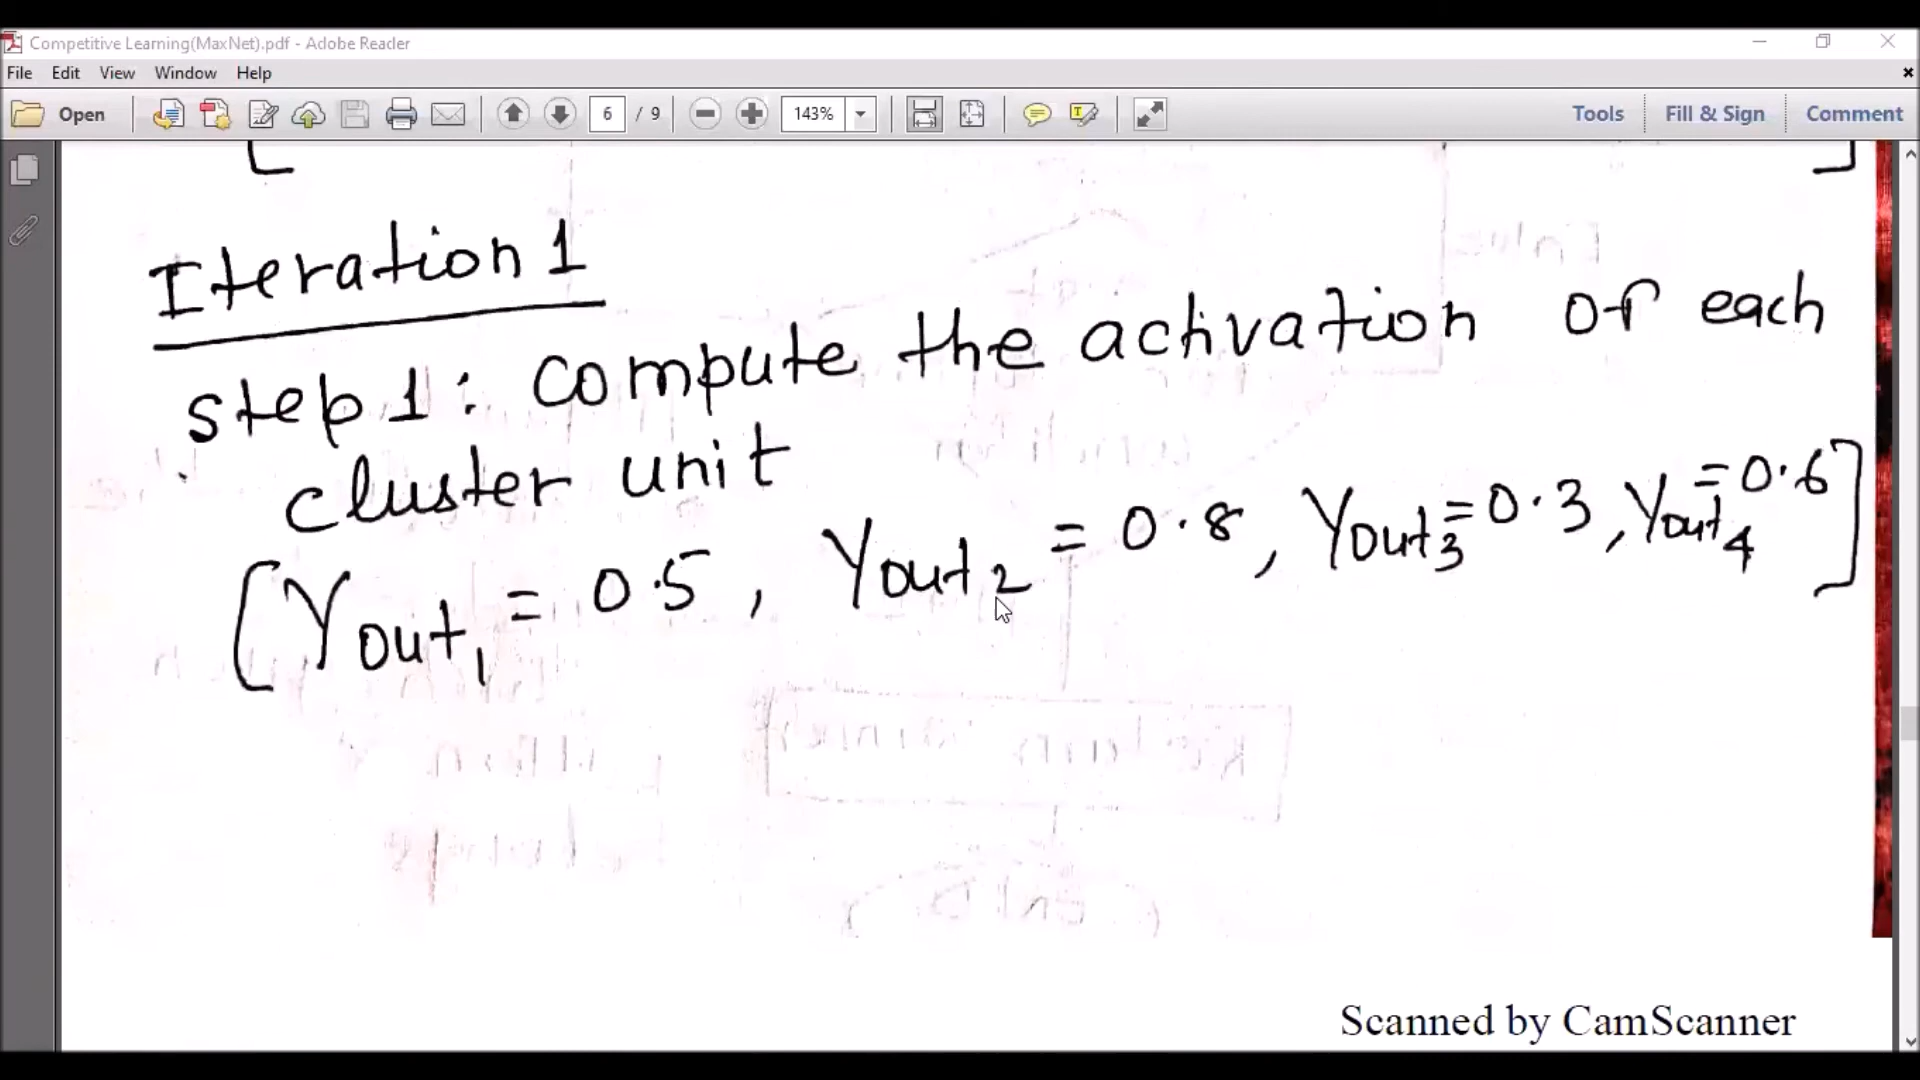 Competitive Learning(MaxNet).pdf - Adobe Reader
File Edit View Window Help
Open 6 / 9 143% Tools Fill & Sign Comment
Iteration 1
step 1: compute the activation of each
cluster unit
[Yout1 = 0.5, Yout2 = 0.8, Yout3 = 0.3, Yout4 = 0.6]
Scanned by CamScanner